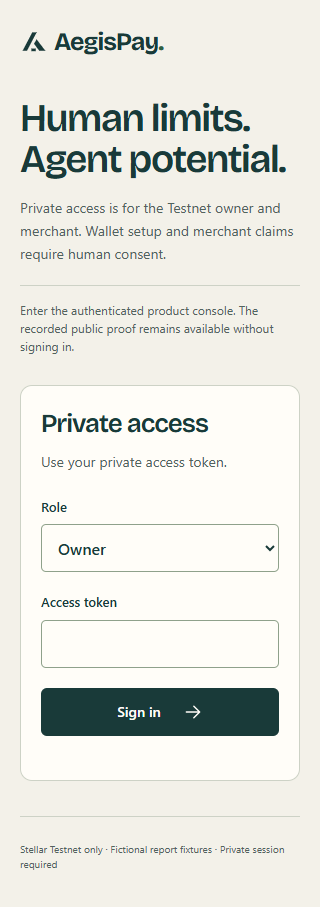 AegisPay.
Human limits.
Agent potential.
Private access is for the Testnet owner and
merchant. Wallet setup and merchant claims
require human consent.
Enter the authenticated product console. The
recorded public proof remains available without
signing in.
Private access
Use your private access token.
Role
Owner
Access token
Sign in →
Stellar Testnet only · Fictional report fixtures · Private session
required